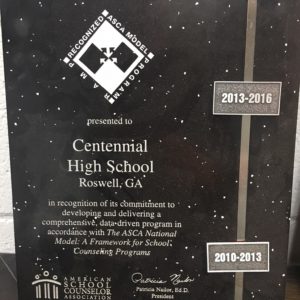 RECOGNIZED ASCA MODEL PROGRAM
RAMP
presented to
Centennial
High School
Roswell, GA
in recognition of its commitment to
developing and delivering a
comprehensive, data-driven program in
accordance with The ASCA National
Model: A Framework for School
Counseling Programs
2013-2016
2010-2013
AMERICAN
SCHOOL
COUNSELOR
ASSOCIATION
Patricia
President